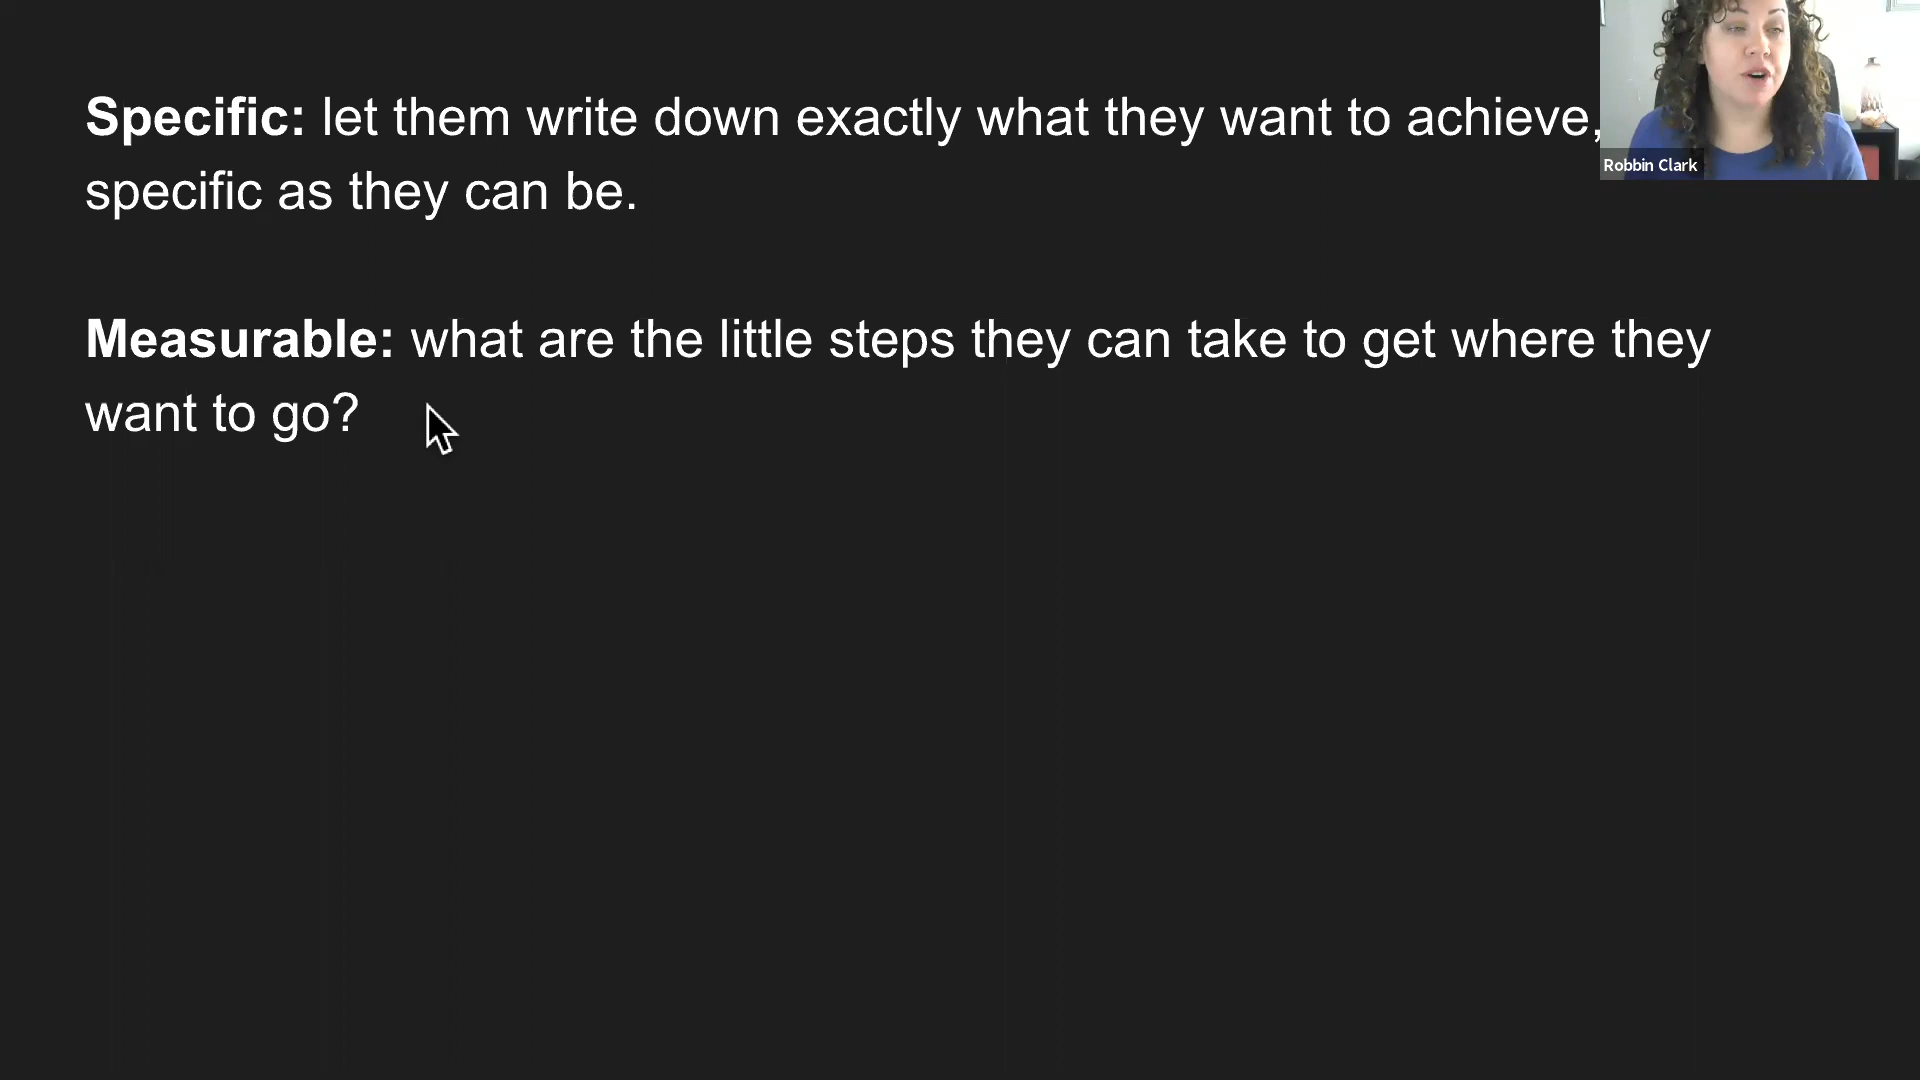 Specific: let them write down exactly what they want to achieve,
specific as they can be.
Measurable: what are the little steps they can take to get where they
want to go?
Robbin Clark